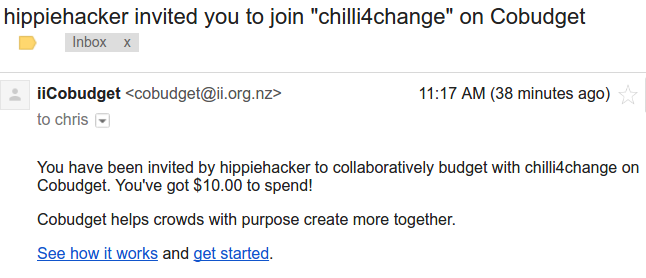 hippiehacker invited you to join "chilli4change" on Cobudget
Inbox x
iiCobudget <cobudget@ii.org.nz> 11:17 AM (38 minutes ago)
to chris
You have been invited by hippiehacker to collaboratively budget with chilli4change on
Cobudget. You've got $10.00 to spend!
Cobudget helps crowds with purpose create more together.
See how it works and get started.